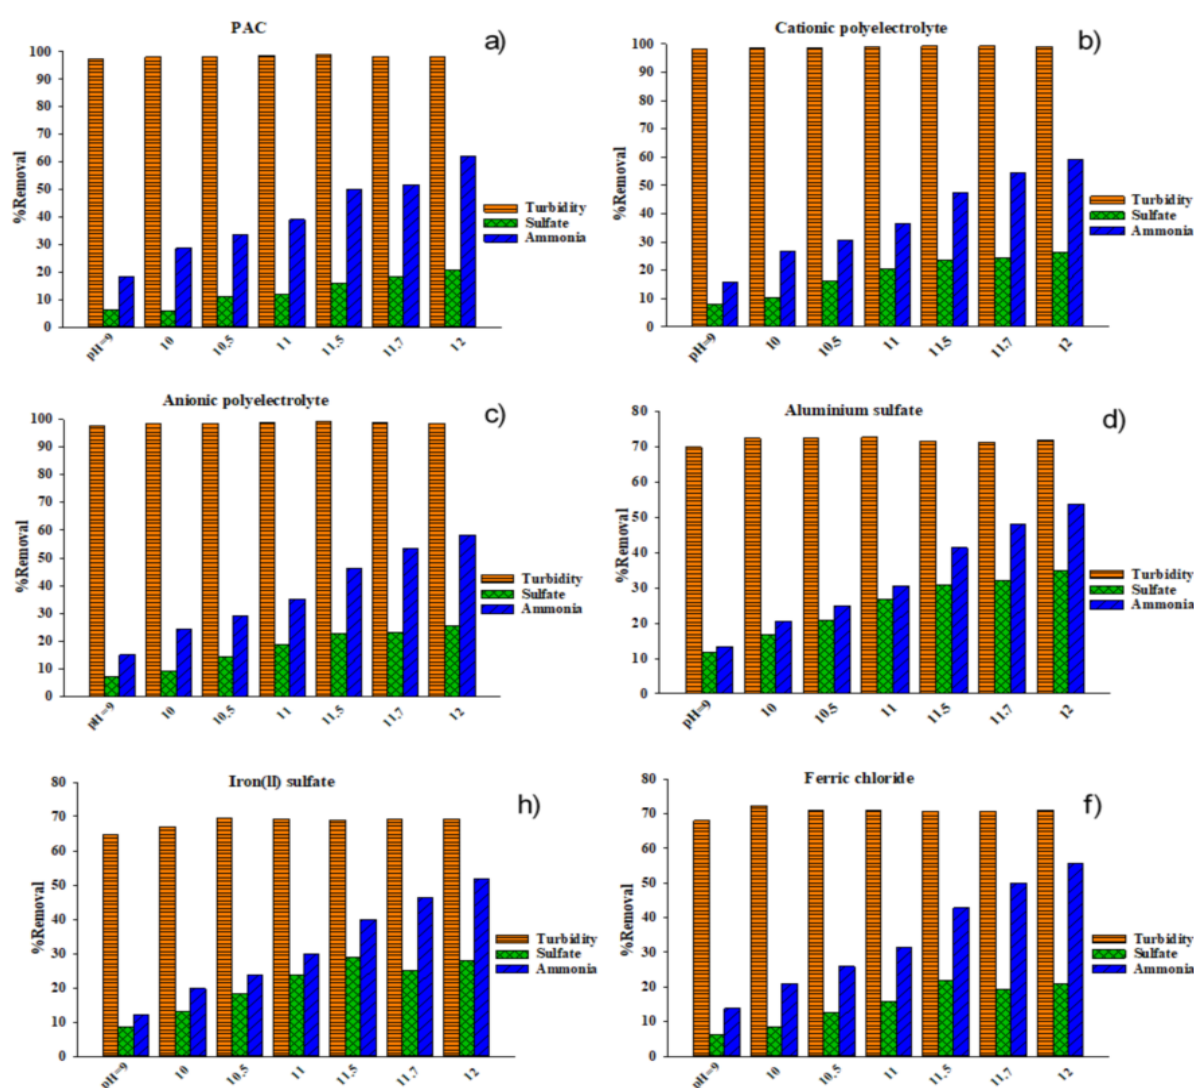 PAC
a)
100
90
80
70
60
50
40
30
20
10
0
%Removal
pH=9
10
10.5
11
11.5
11.7
12
Turbidity
Sulfate
Ammonia
Cationic polyelectrolyte
b)
100
90
80
70
60
50
40
30
20
10
0
%Removal
pH=9
10
10.5
11
11.5
11.7
12
Turbidity
Sulfate
Ammonia
Anionic polyelectrolyte
c)
100
90
80
70
60
50
40
30
20
10
0
%Removal
pH=9
10
10.5
11
11.5
11.7
12
Turbidity
Sulfate
Ammonia
Aluminium sulfate
d)
80
70
60
50
40
30
20
10
0
%Removal
pH=9
10
10.5
11
11.5
11.7
12
Turbidity
Sulfate
Ammonia
Iron(II) sulfate
h)
80
70
60
50
40
30
20
10
0
%Removal
pH=9
10
10.5
11
11.5
11.7
12
Turbidity
Sulfate
Ammonia
Ferric chloride
f)
80
70
60
50
40
30
20
10
0
%Removal
pH=9
10
10.5
11
11.5
11.7
12
Turbidity
Sulfate
Ammonia